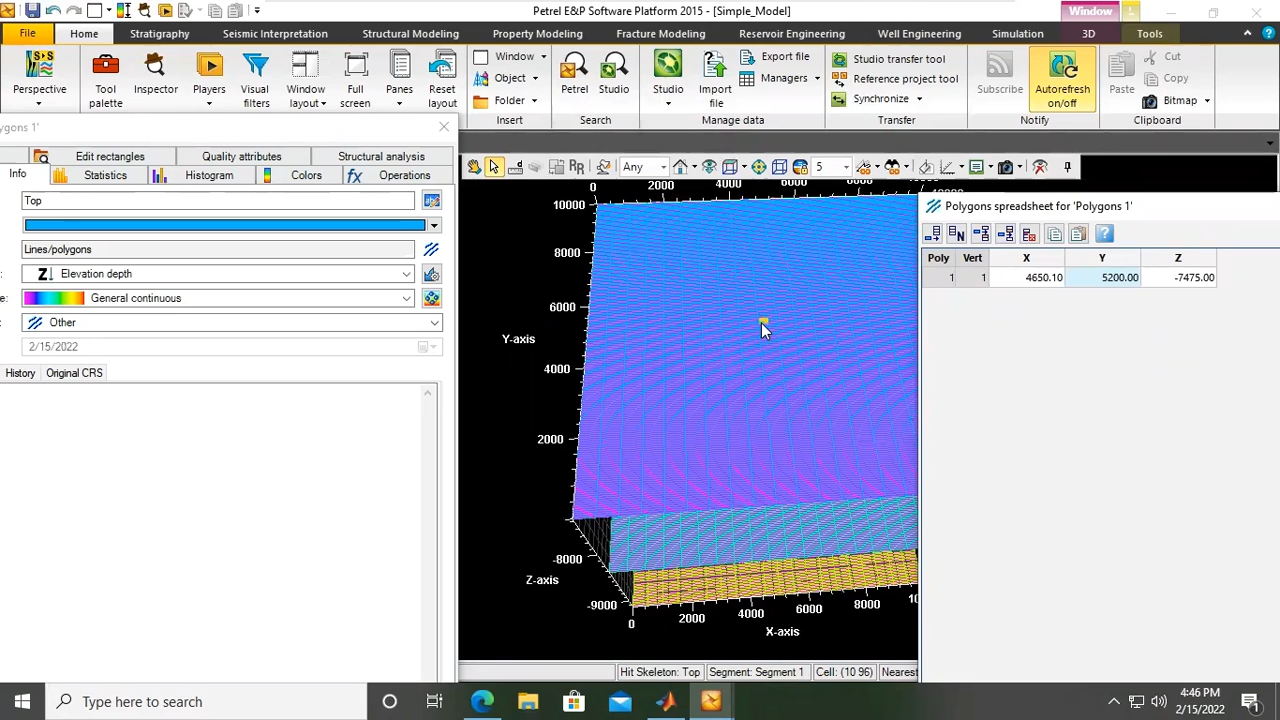 Petrel E&P Software Platform 2015 - [Simple_Model]
Window
File Home Stratigraphy Seismic Interpretation Structural Modeling Property Modeling Fracture Modeling Reservoir Engineering Well Engineering Simulation 3D Tools
Perspective
Tool palette
Inspector
Players
Visual filters
Window layout
Full screen
Panes
Reset layout
Window
Object
Folder
Insert
Petrel
Studio
Search
Studio
Import file
Export file
Managers
Manage data
Studio transfer tool
Reference project tool
Synchronize
Transfer
Subscribe
Autorefresh on/off
Notify
Paste
Cut
Copy
Bitmap
Clipboard
olygons 1'
Edit rectangles Quality attributes Structural analysis
Info Statistics Histogram Colors Operations
Top
Lines/polygons
Elevation depth
General continuous
Other
2/15/2022
History Original CRS
Any
5
0 2000 4000 6000 8000
10000
8000
6000
Y-axis
4000
2000
-8000
Z-axis
-9000
0 2000 4000 6000 8000
X-axis
Hit Skeleton: Top Segment: Segment 1 Cell: (10 96) Nearest
Polygons spreadsheet for 'Polygons 1'
Poly Vert X Y Z
1 1 4650.10 5200.00 -7475.00
Type here to search
4:46 PM
2/15/2022
1